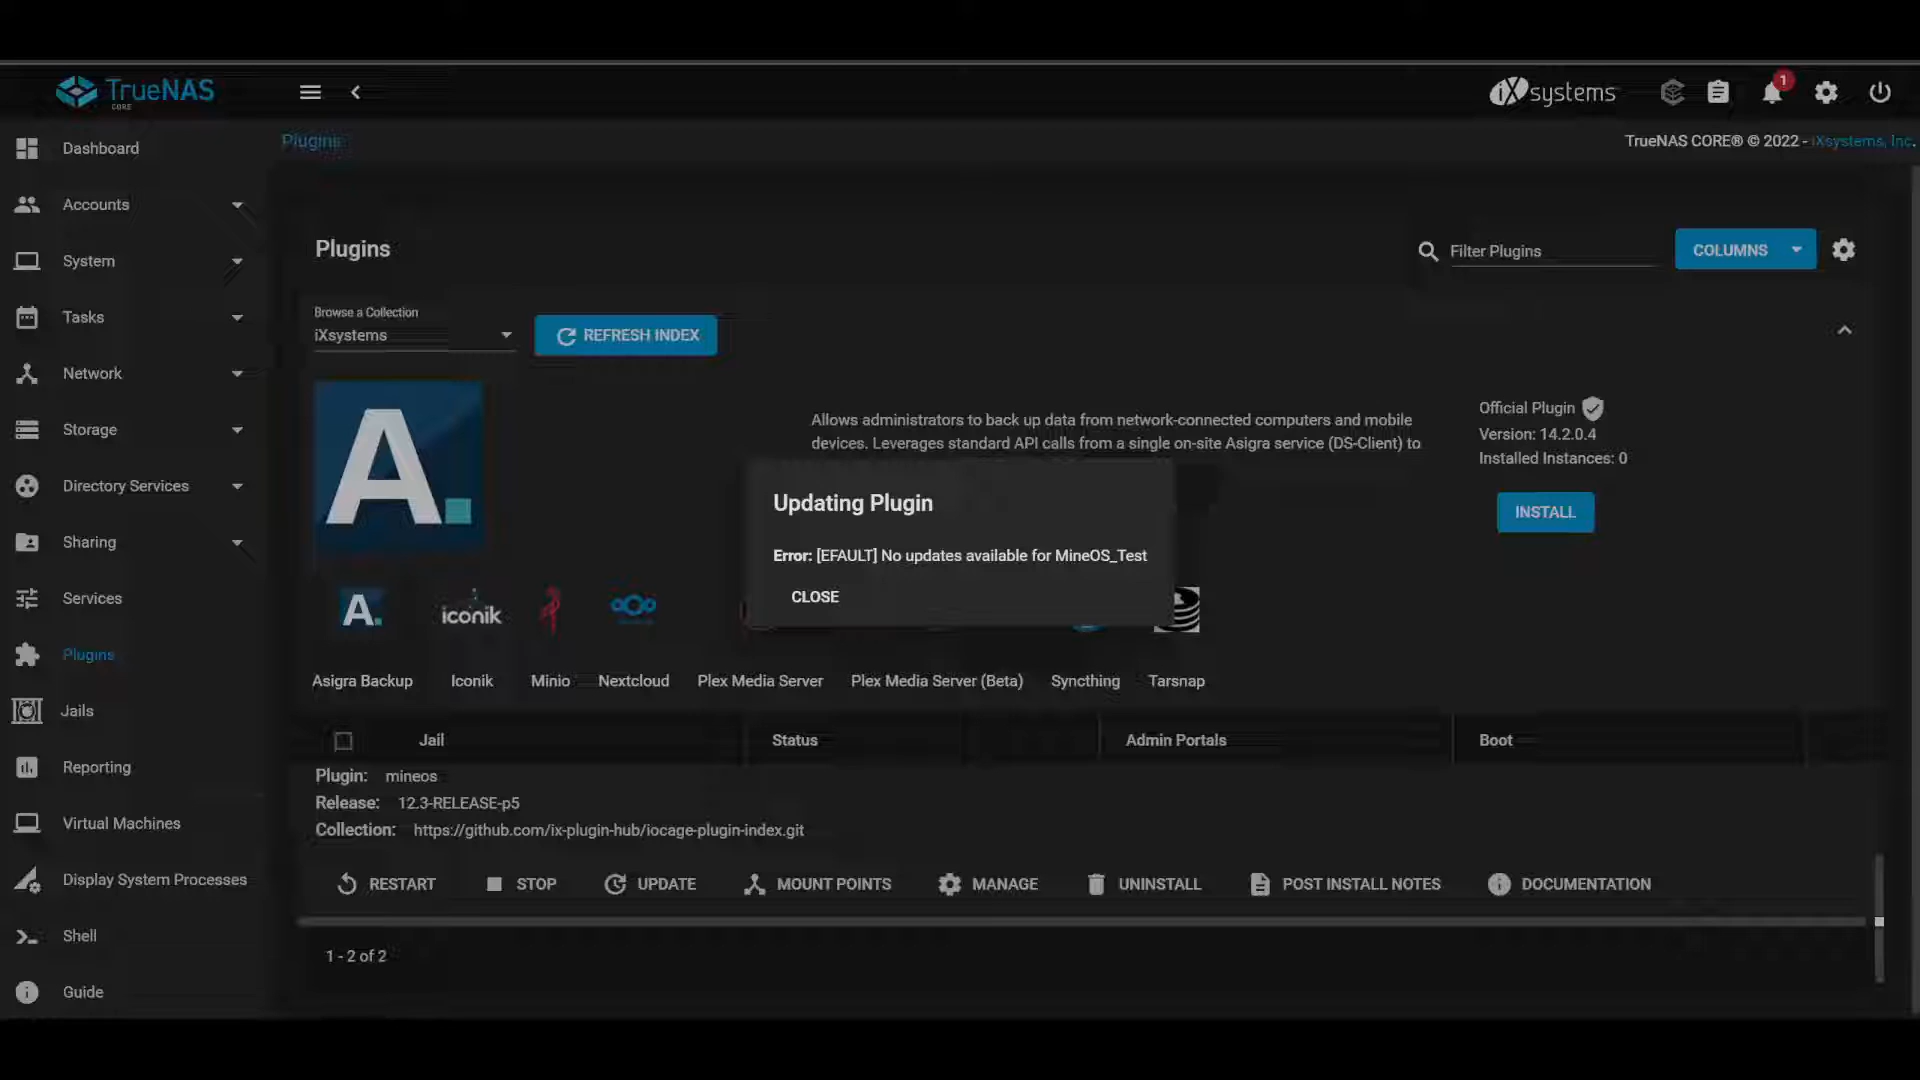 TrueNAS
CORE
iXsystems
1
Plugins
TrueNAS CORE® © 2022 - iXsystems, Inc.
Dashboard
Accounts
System
Tasks
Network
Storage
Directory Services
Sharing
Services
Plugins
Jails
Reporting
Virtual Machines
Display System Processes
Shell
Guide
Plugins
Filter Plugins
COLUMNS
Browse a Collection
iXsystems
REFRESH INDEX
A.
Allows administrators to back up data from network-connected computers and mobile
devices. Leverages standard API calls from a single on-site Asigra service (DS-Client) to
Official Plugin
Version: 14.2.0.4
Installed Instances: 0
INSTALL
Updating Plugin
Error: [EFAULT] No updates available for MineOS_Test
CLOSE
A.
iconik
Asigra Backup
Iconik
Minio
Nextcloud
Plex Media Server
Plex Media Server (Beta)
Syncthing
Tarsnap
Jail
Status
Admin Portals
Boot
Plugin: mineos
Release: 12.3-RELEASE-p5
Collection: https://github.com/ix-plugin-hub/iocage-plugin-index.git
RESTART
STOP
UPDATE
MOUNT POINTS
MANAGE
UNINSTALL
POST INSTALL NOTES
DOCUMENTATION
1 - 2 of 2